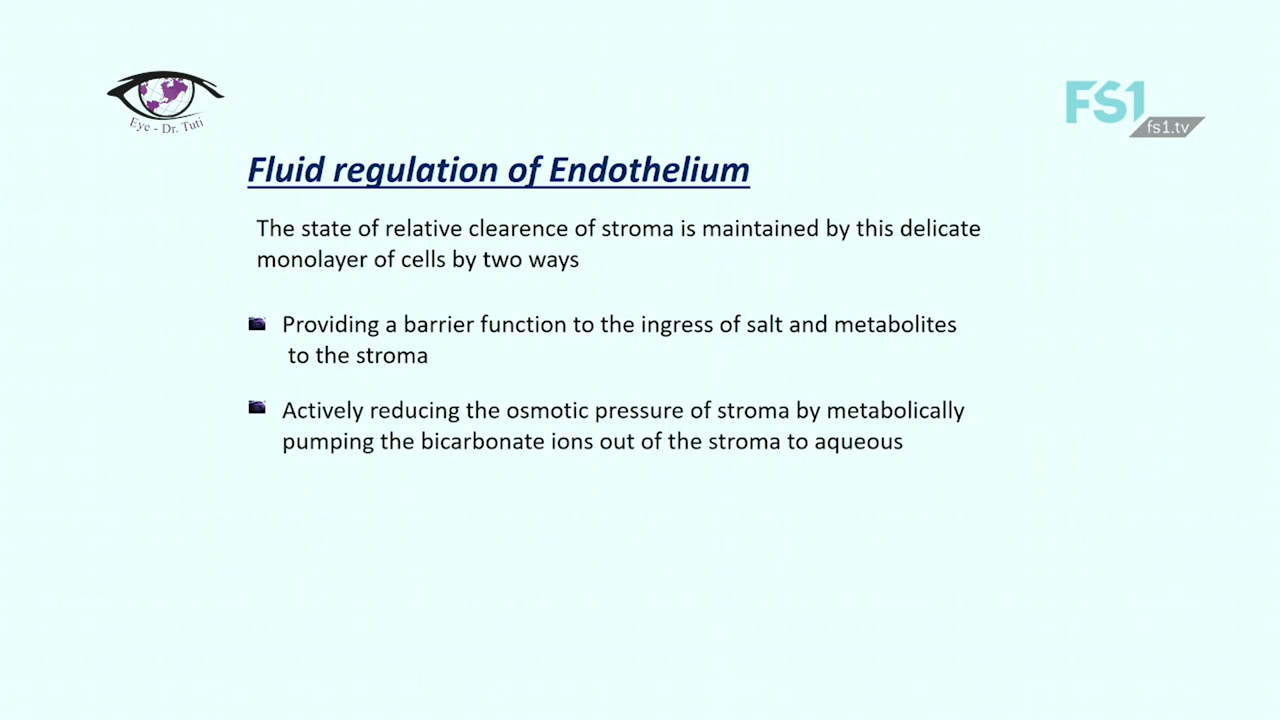 Eye - Dr. Tuti
FS1
fs1.tv
Fluid regulation of Endothelium
The state of relative clearence of stroma is maintained by this delicate
monolayer of cells by two ways
Providing a barrier function to the ingress of salt and metabolites
to the stroma
Actively reducing the osmotic pressure of stroma by metabolically
pumping the bicarbonate ions out of the stroma to aqueous